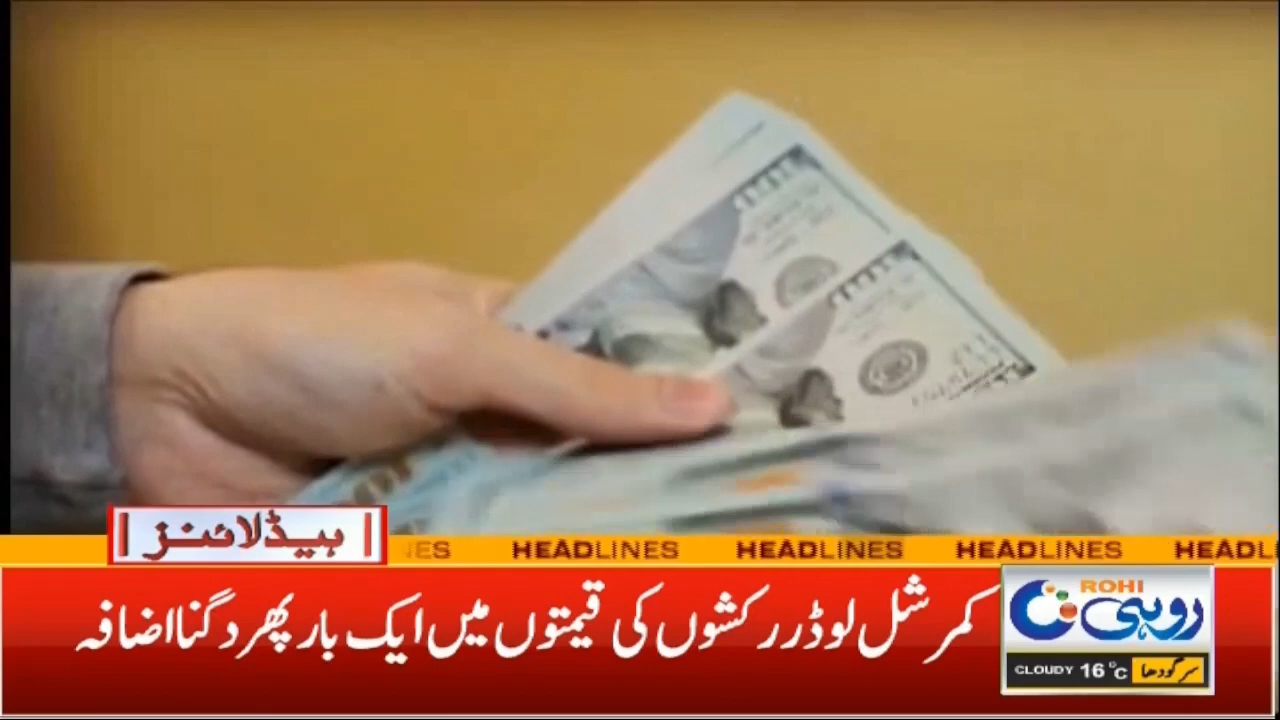 ہیڈلائنز
HEADLINES HEADLINES HEADLINES
کمرشل لوڈر رکشوں کی قیمتوں میں ایک بار پھر دگنا اضافہ
ROHI
روہی
CLOUDY 16°C سرگودھا